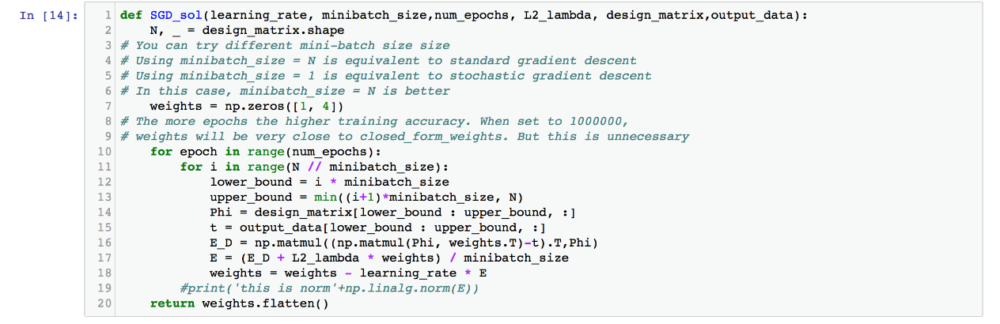 In [14]:
1 def SGD_sol(learning_rate, minibatch_size,num_epochs, L2_lambda, design_matrix,output_data):
2     N, _ = design_matrix.shape
3 # You can try different mini-batch size size
4 # Using minibatch_size = N is equivalent to standard gradient descent
5 # Using minibatch_size = 1 is equivalent to stochastic gradient descent
6 # In this case, minibatch_size = N is better
7     weights = np.zeros([1, 4])
8 # The more epochs the higher training accuracy. When set to 1000000,
9 # weights will be very close to closed_form_weights. But this is unnecessary
10     for epoch in range(num_epochs):
11         for i in range(N // minibatch_size):
12             lower_bound = i * minibatch_size
13             upper_bound = min((i+1)*minibatch_size, N)
14             Phi = design_matrix[lower_bound : upper_bound, :]
15             t = output_data[lower_bound : upper_bound, :]
16             E_D = np.matmul((np.matmul(Phi, weights.T)-t).T,Phi)
17             E = (E_D + L2_lambda * weights) / minibatch_size
18             weights = weights - learning_rate * E
19         #print('this is norm'+np.linalg.norm(E))
20     return weights.flatten()